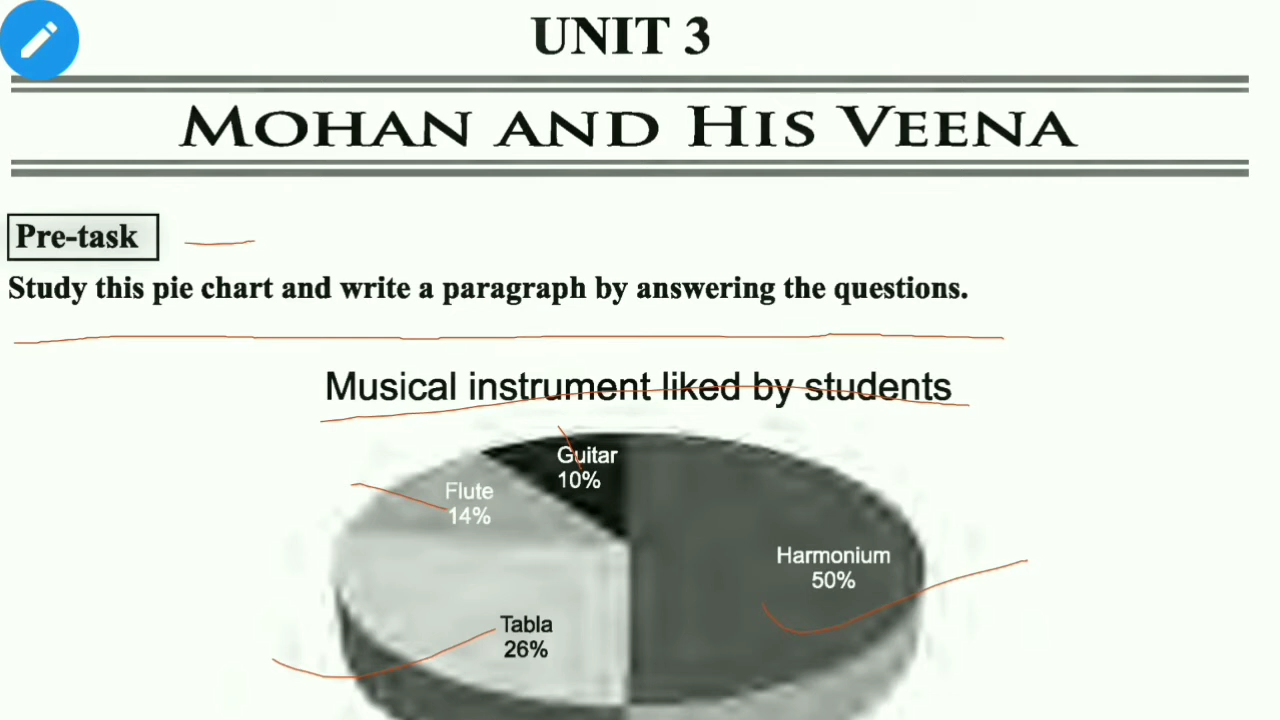 UNIT 3
MOHAN AND HIS VEENA
Pre-task
Study this pie chart and write a paragraph by answering the questions.
Musical instrument liked by students
Guitar
10%
Flute
14%
Harmonium
50%
Tabla
26%